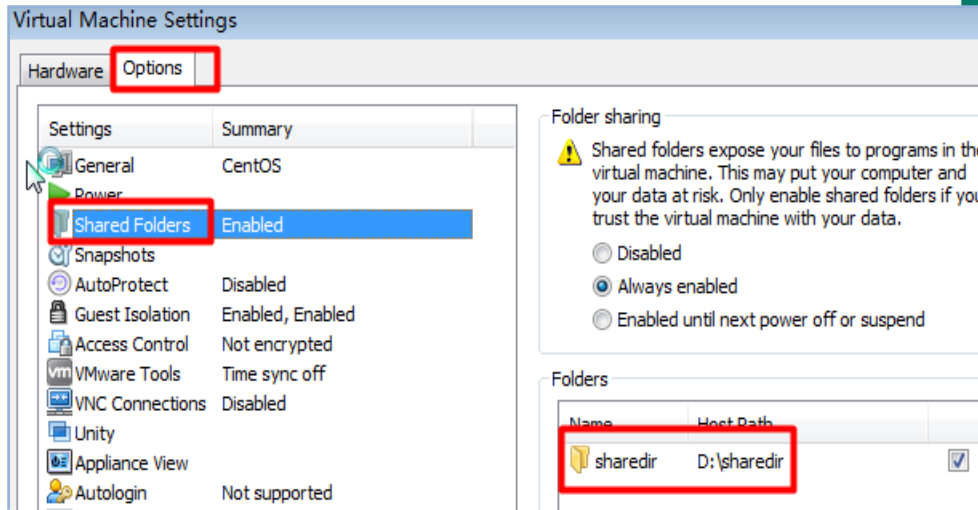 Virtual Machine Settings
Hardware
Options
Settings Summary
General CentOS
Power
Shared Folders Enabled
Snapshots
AutoProtect Disabled
Guest Isolation Enabled, Enabled
Access Control Not encrypted
vm VMware Tools Time sync off
VNC Connections Disabled
Unity
Appliance View
Autologin Not supported
Folder sharing
Shared folders expose your files to programs in the
virtual machine. This may put your computer and
your data at risk. Only enable shared folders if you
trust the virtual machine with your data.
Disabled
Always enabled
Enabled until next power off or suspend
Folders
Name Host Path
sharedir D:\sharedir